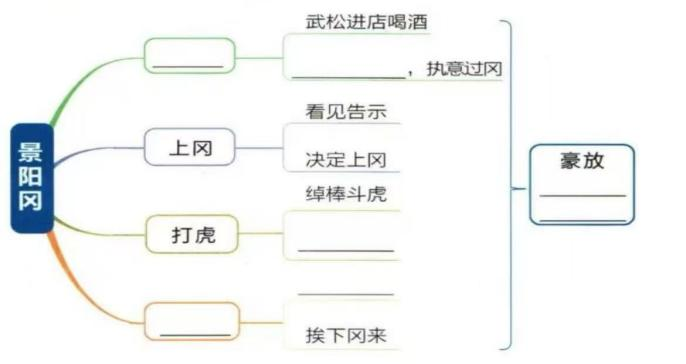 景阳冈
武松进店喝酒
，执意过冈
上冈
看见告示
决定上冈
打虎
绰棒斗虎
挨下冈来
豪放